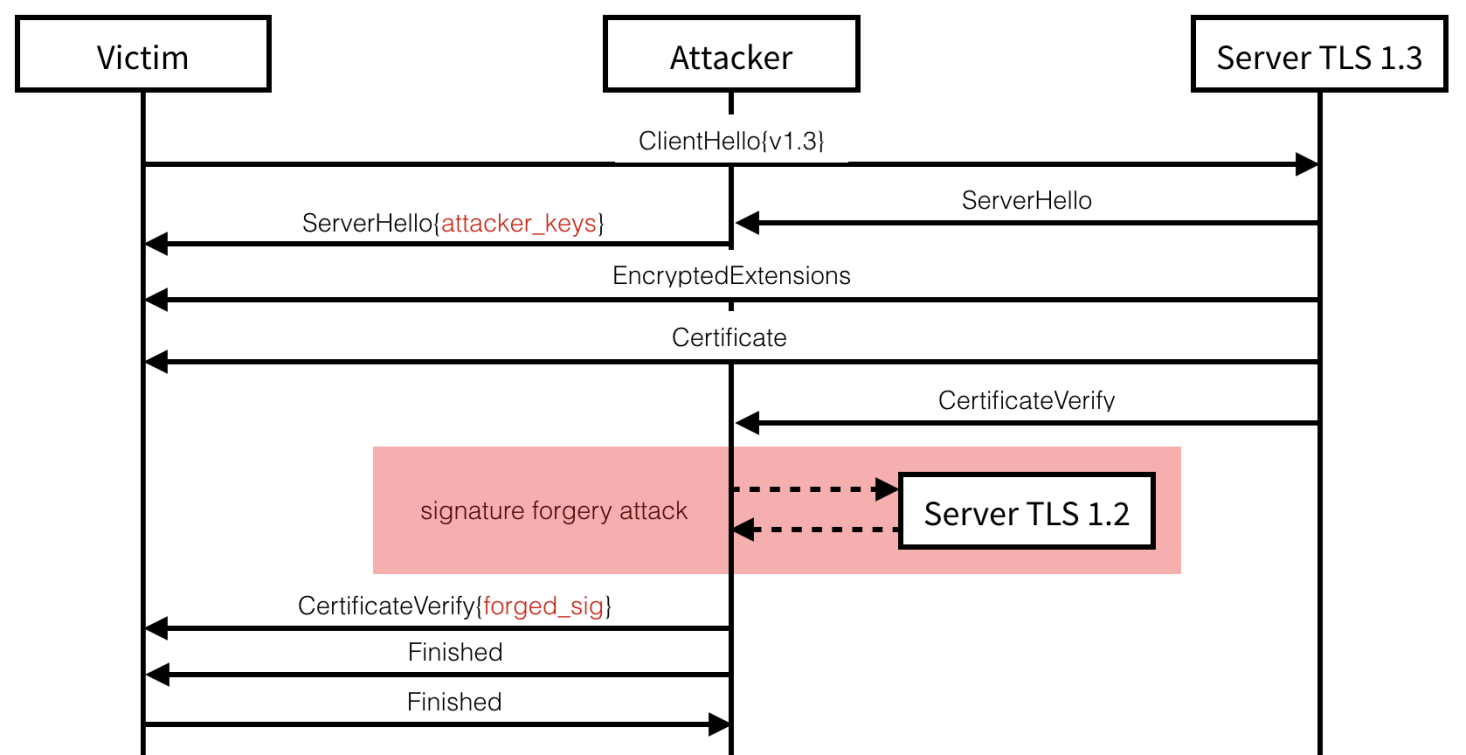 Victim
Attacker
Server TLS 1.3
ClientHello{v1.3}
ServerHello
ServerHello{attacker_keys}
EncryptedExtensions
Certificate
CertificateVerify
signature forgery attack
Server TLS 1.2
CertificateVerify{forged_sig}
Finished
Finished